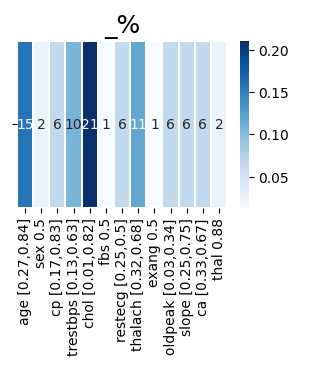 _%
15 2 6 10 21 1 6 11 1 6 6 6 2
0.20
0.15
0.10
0.05
age [0.27,0.84]
sex 0.5
cp [0.17,0.83]
trestbps [0.13,0.63]
chol [0.01,0.82]
fbs 0.5
restecg [0.25,0.5]
thalach [0.32,0.68]
exang 0.5
oldpeak [0.03,0.34]
slope [0.25,0.75]
ca [0.33,0.67]
thal 0.88